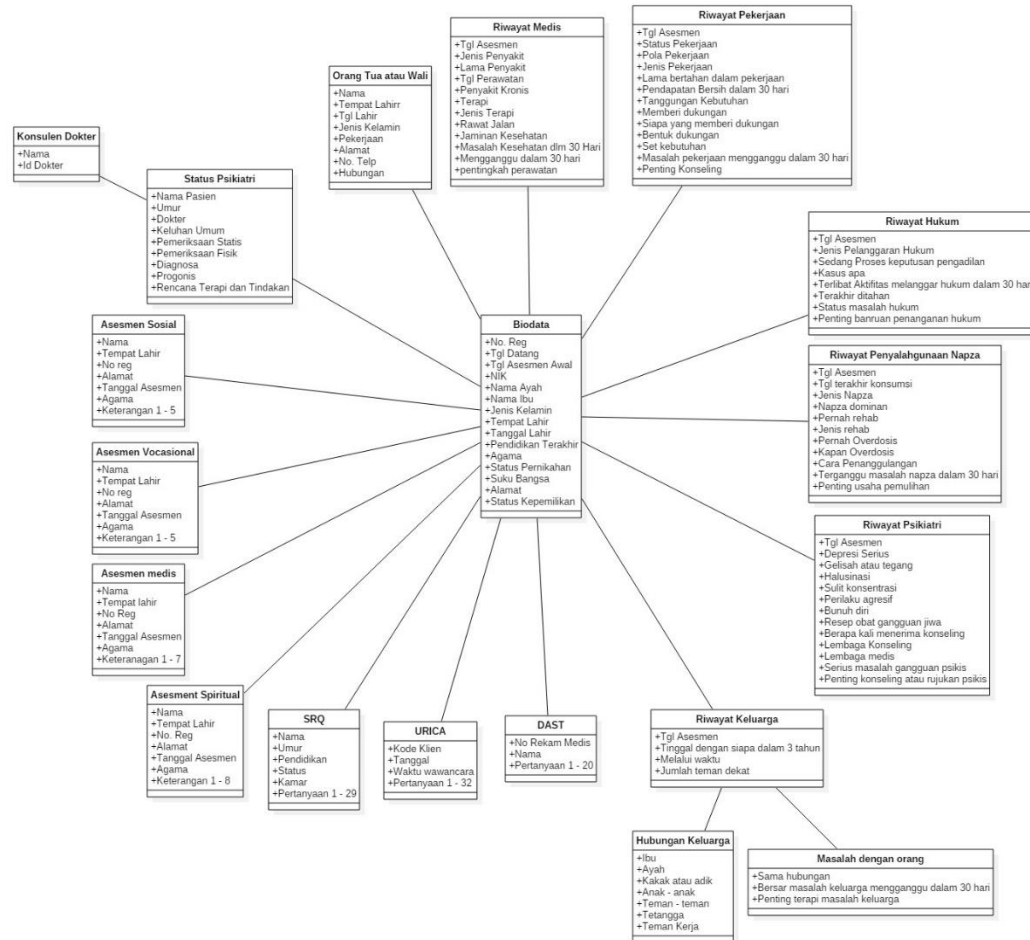 Riwayat Pekerjaan
+Tgl Asesmen
+Status Pekerjaan
+Pola Pekerjaan
+Jenis Pekerjaan
+Lama bertahan dalam pekerjaan
+Pendapatan Bersih dalam 30 hari
+Tanggungan Kebutuhan
+Memberi dukungan
+Siapa yang memberi dukungan
+Bentuk dukungan
+Set kebutuhan
+Masalah pekerjaan mengganggu dalam 30 hari
+Penting Konseling
Riwayat Medis
+Tgl Asesmen
+Jenis Penyakit
+Lama Penyakit
+Tgl Perawatan
+Penyakit Kronis
+Terapi
+Jenis Terapi
+Rawat Jalan
+Jaminan Kesehatan
+Masalah Kesehatan dlm 30 Hari
+Mengganggu dalam 30 hari
+pentingkah perawatan
Orang Tua atau Wali
+Nama
+Tempat Lahirr
+Tgl Lahir
+Jenis Kelamin
+Pekerjaan
+Alamat
+No. Telp
+Hubungan
Konsulen Dokter
+Nama
+Id Dokter
Status Psikiatri
+Nama Pasien
+Umur
+Dokter
+Keluhan Umum
+Pemeriksaan Statis
+Pemeriksaan Fisik
+Diagnosa
+Progonis
+Rencana Terapi dan Tindakan
Riwayat Hukum
+Tgl Asesmen
+Jenis Pelanggaran Hukum
+Sedang Proses keputusan pengadilan
+Kasus apa
+Terlibat Aktifitas melanggar hukum dalam 30 hari
+Terakhir ditahan
+Status masalah hukum
+Penting banruan penanganan hukum
Asesmen Sosial
+Nama
+Tempat Lahir
+No reg
+Alamat
+Tanggal Asesmen
+Agama
+Keterangan 1 - 5
Biodata
+No. Reg
+Tgl Datang
+Tgl Asesmen Awal
+NIK
+Nama Ayah
+Nama Ibu
+Jenis Kelamin
+Tempat Lahir
+Tanggal Lahir
+Pendidikan Terakhir
+Agama
+Status Pernikahan
+Suku Bangsa
+Alamat
+Status Kepemilikan
Riwayat Penyalahgunaan Napza
+Tgl Asesmen
+Tgl terakhir konsumsi
+Jenis Napza
+Napza dominan
+Pernah rehab
+Jenis rehab
+Pernah Overdosis
+Kapan Overdosis
+Cara Penanggulangan
+Terganggu masalah napza dalam 30 hari
+Penting usaha pemulihan
Asesmen Vocasional
+Nama
+Tempat Lahir
+No reg
+Alamat
+Tanggal Asesmen
+Agama
+Keterangan 1 - 5
Riwayat Psikiatri
+Tgl Asesmen
+Depresi Serius
+Gelisah atau tegang
+Halusinasi
+Sulit konsentrasi
+Perilaku agresif
+Bunuh diri
+Resep obat gangguan jiwa
+Berapa kali menerima konseling
+Lembaga Konseling
+Lembaga medis
+Serius masalah gangguan psikis
+Penting konseling atau rujukan psikis
Asesmen medis
+Nama
+Tempat lahir
+No Reg
+Alamat
+Tanggal Asesmen
+Agama
+Keteranagan 1 - 7
Asesment Spiritual
+Nama
+Tempat Lahir
+No. Reg
+Alamat
+Tanggal Asesmen
+Agama
+Keterangan 1 - 8
SRQ
+Nama
+Umur
+Pendidikan
+Status
+Kamar
+Pertanyaan 1 - 29
URICA
+Kode Klien
+Tanggal
+Waktu wawancara
+Pertanyaan 1 - 32
DAST
+No Rekam Medis
+Nama
+Pertanyaan 1 - 20
Riwayat Keluarga
+Tgl Asesmen
+Tinggal dengan siapa dalam 3 tahun
+Melalui waktu
+Jumlah teman dekat
Hubungan Keluarga
+Ibu
+Ayah
+Kakak atau adik
+Anak - anak
+Teman - teman
+Tetangga
+Teman Kerja
Masalah dengan orang
+Sama hubungan
+Bersar masalah keluarga mengganggu dalam 30 hari
+Penting terapi masalah keluarga